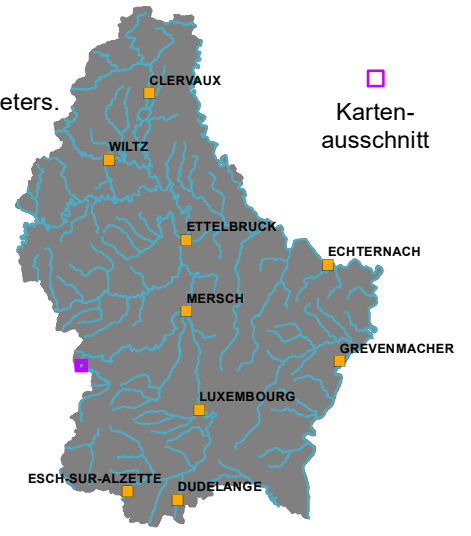 CLERVAUX
eters.
Karten-
ausschnitt
WILTZ
ETTELBRUCK
ECHTERNACH
MERSCH
GREVENMACHER
LUXEMBOURG
ESCH-SUR-ALZETTE
DUDELANGE